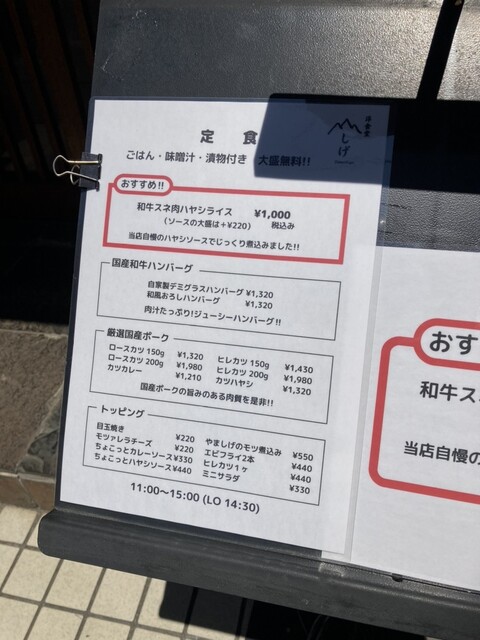 定 食
洋食家
しげ
ごはん・味噌汁・漬物付き 大盛無料!!
おすすめ!!
和牛スネ肉ハヤシライス ¥1,000
(ソースの大盛は+¥220) 税込み
当店自慢のハヤシソースでじっくり煮込みました!!
国産和牛ハンバーグ
自家製デミグラスハンバーグ ¥1,320
和風おろしハンバーグ ¥1,320
肉汁たっぷり!ジューシーハンバーグ!!
厳選国産ポーク
ロースカツ 150g ¥1,320
ロースカツ 200g ¥1,980
カツカレー ¥1,210
ヒレカツ 150g ¥1,430
ヒレカツ 200g ¥1,980
カツハヤシ ¥1,320
国産ポークの旨みのある肉質を是非!!
トッピング
目玉焼き ¥220
モツァレラチーズ ¥220
ちょこっとカレーソース ¥330
ちょこっとハヤシソース ¥440
やましげのモツ煮込み ¥550
エビフライ2本 ¥440
ヒレカツ1ヶ ¥440
ミニサラダ ¥330
11:00〜15:00 (LO 14:30)
おす
和牛ス
当店自慢の